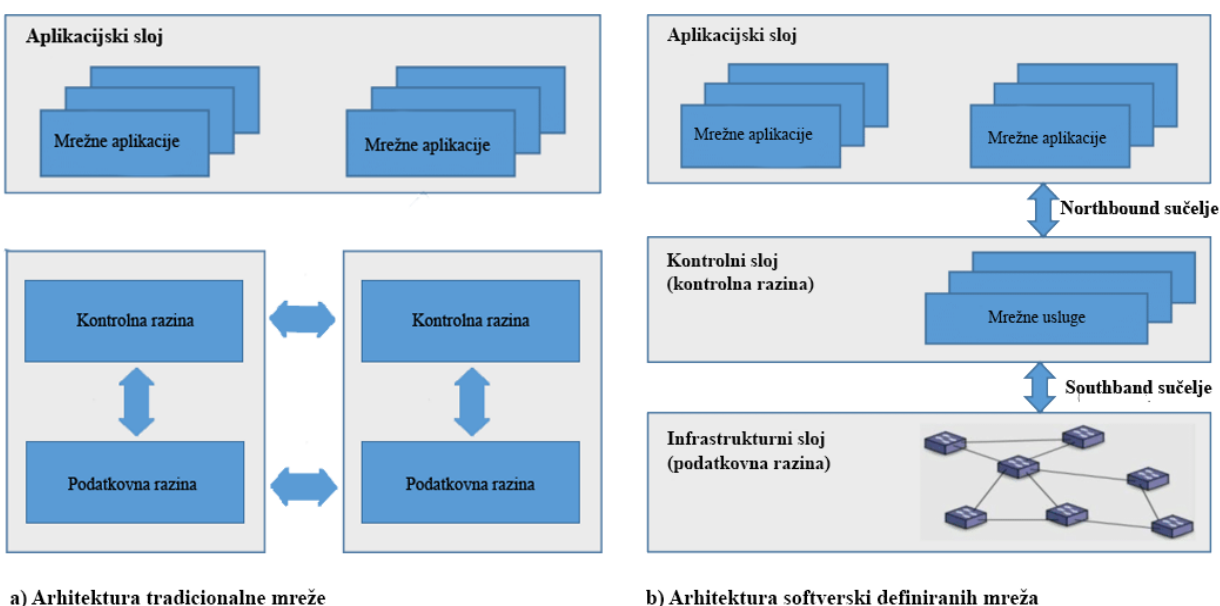 Aplikacijski sloj
Mrežne aplikacije
Mrežne aplikacije
Kontrolna razina
Kontrolna razina
Podatkovna razina
Podatkovna razina
a) Arhitektura tradicionalne mreže
Aplikacijski sloj
Mrežne aplikacije
Mrežne aplikacije
Northbound sučelje
Kontrolni sloj
(kontrolna razina)
Mrežne usluge
Southband sučelje
Infrastrukturni sloj
(podatkovna razina)
b) Arhitektura softverski definiranih mreža